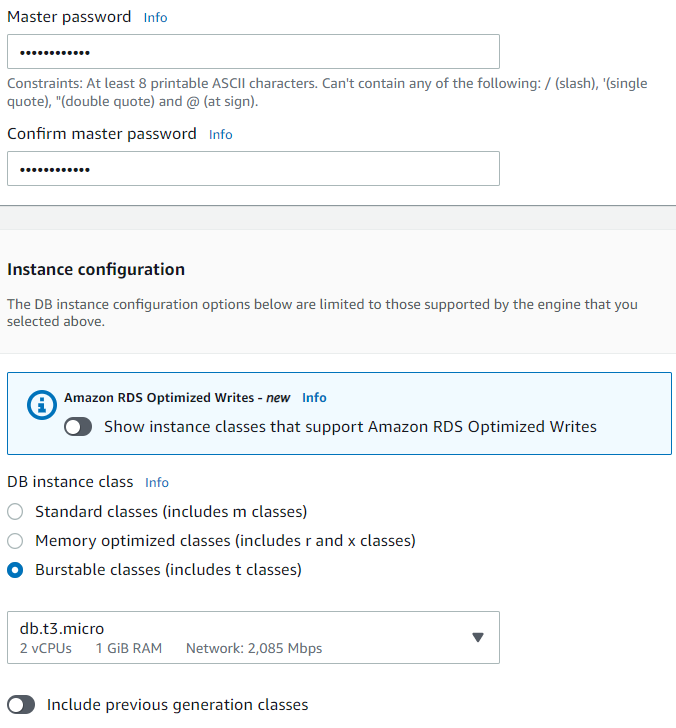 Master password Info
••••••••••••
Constraints: At least 8 printable ASCII characters. Can't contain any of the following: / (slash), '(single
quote), "(double quote) and @ (at sign).
Confirm master password Info
••••••••••••
Instance configuration
The DB instance configuration options below are limited to those supported by the engine that you
selected above.
Amazon RDS Optimized Writes - new Info
Show instance classes that support Amazon RDS Optimized Writes
DB instance class Info
Standard classes (includes m classes)
Memory optimized classes (includes r and x classes)
Burstable classes (includes t classes)
db.t3.micro
2 vCPUs 1 GiB RAM Network: 2,085 Mbps
Include previous generation classes